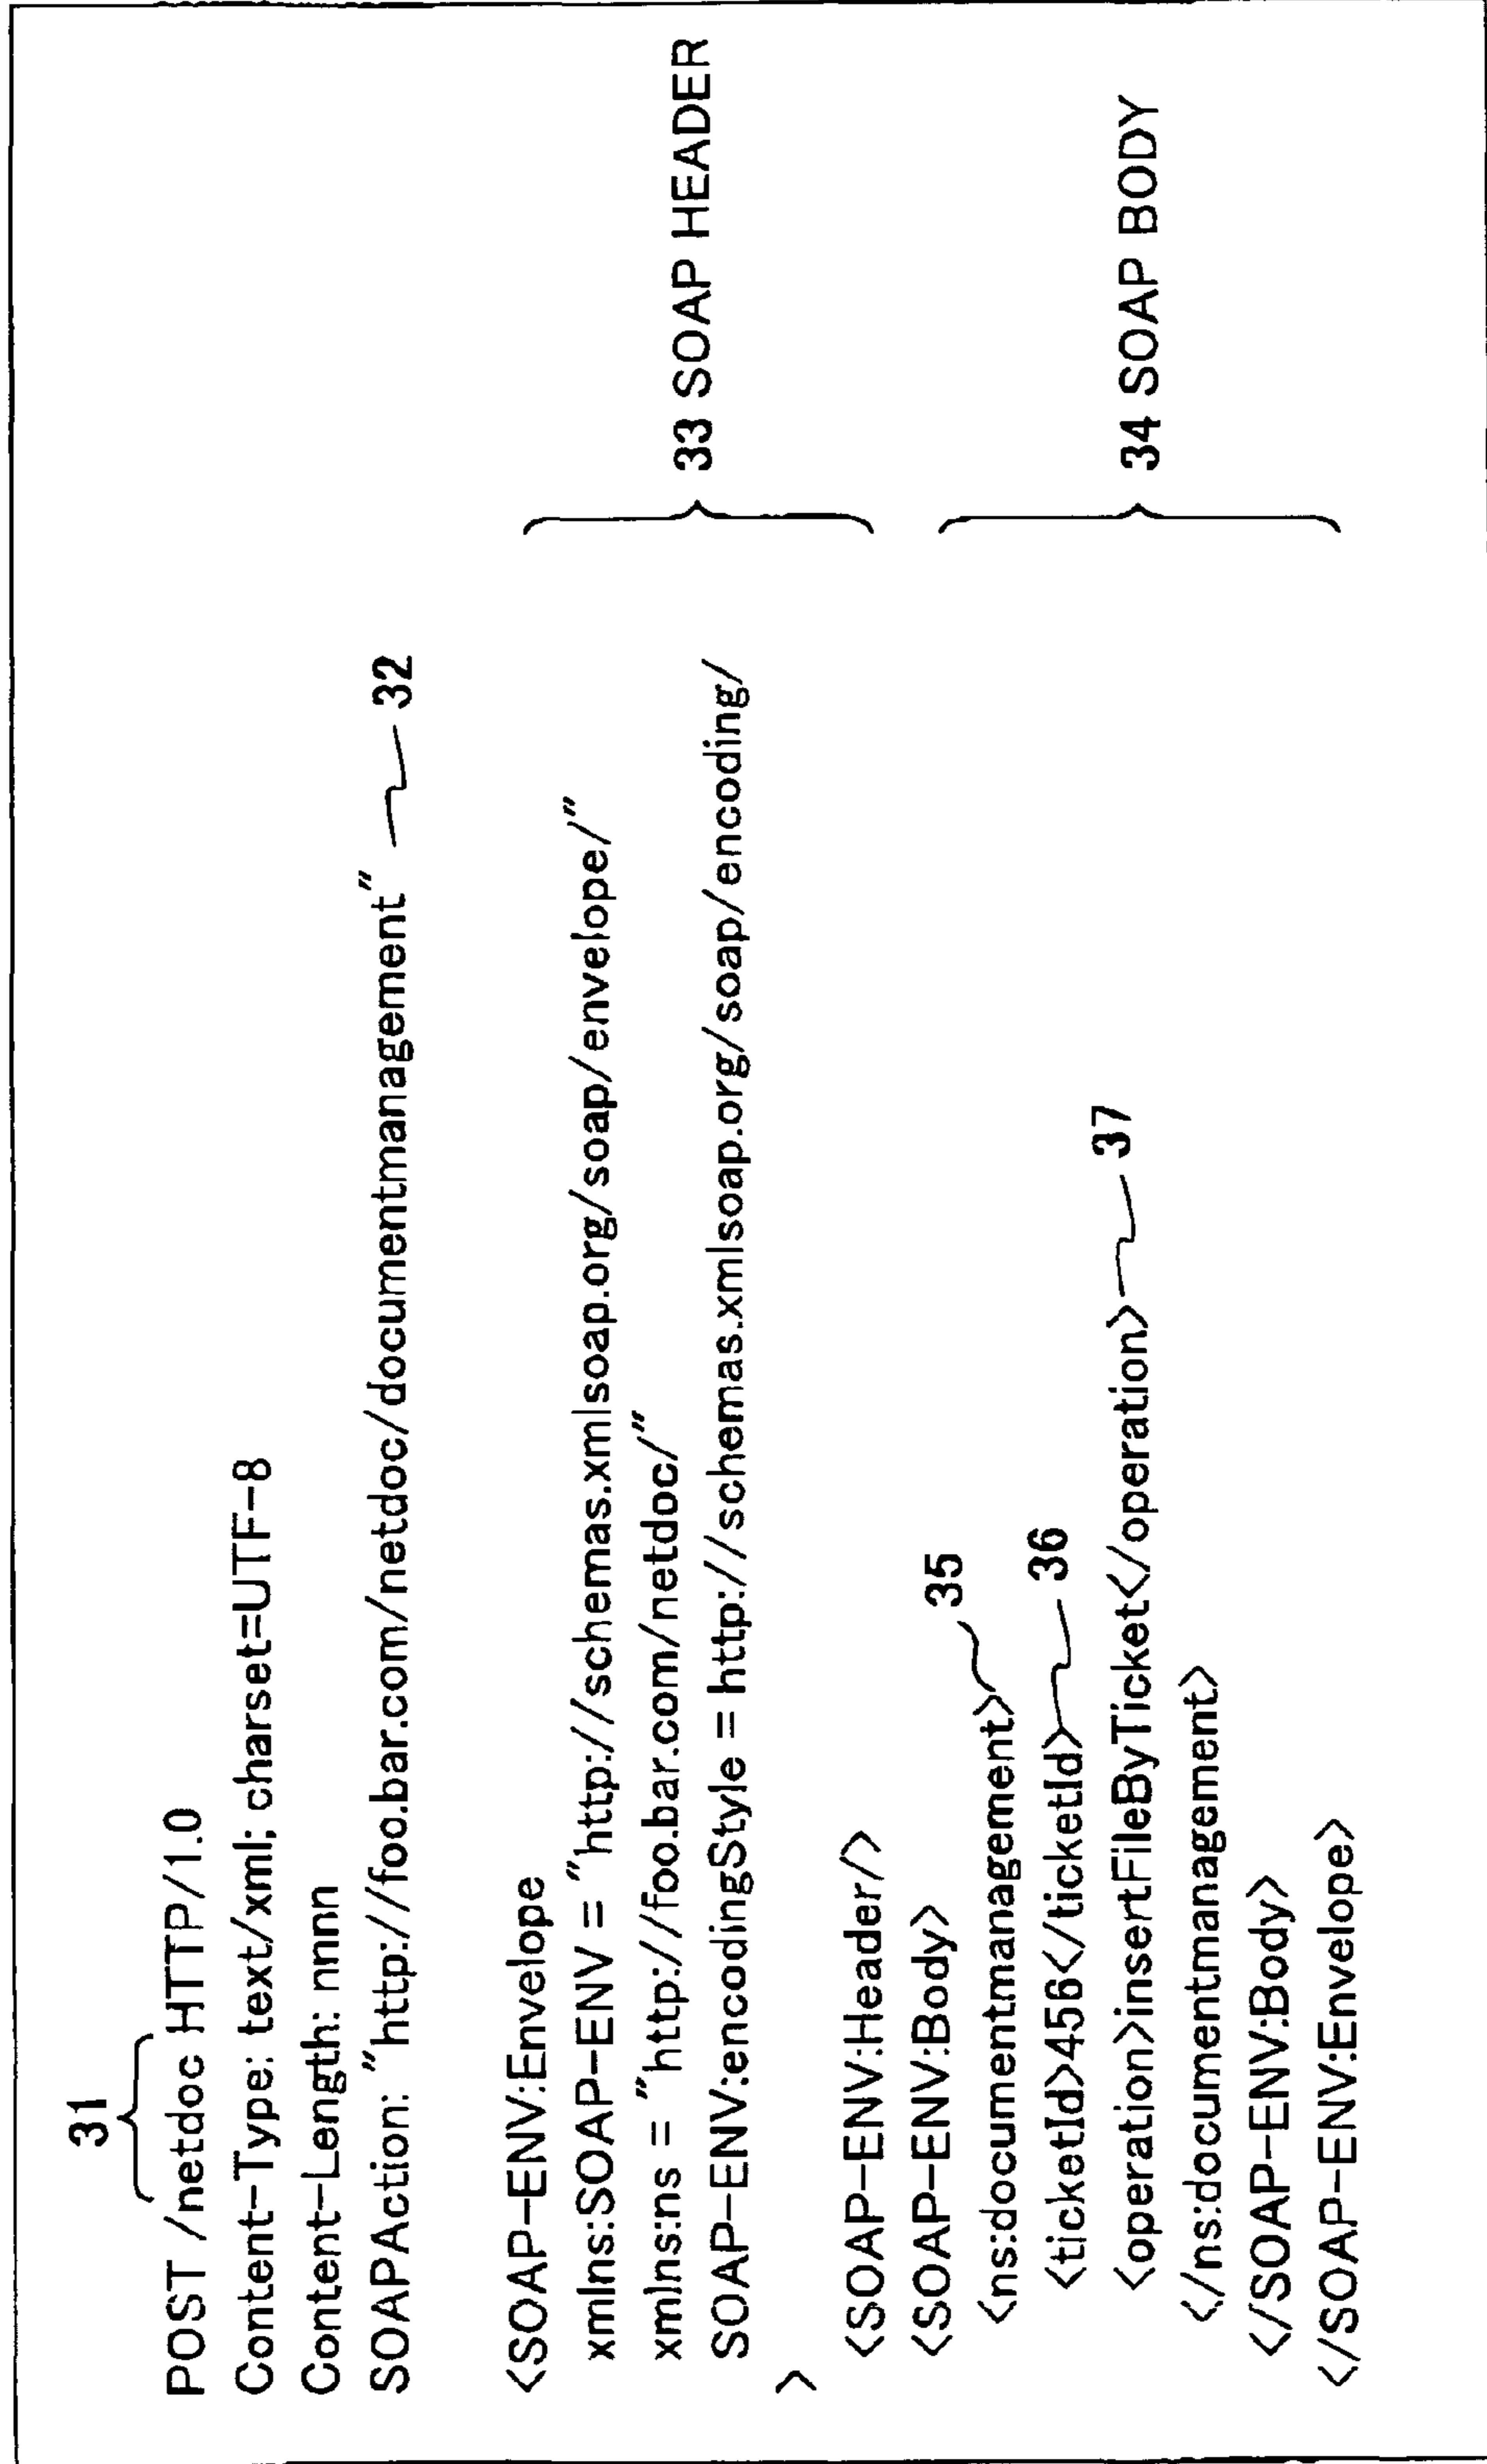 31
POST /netdoc HTTP/1.0
Content-Type: text/xml; charset=UTF-8
Content-Length: nnnn
SOAPAction: "http://foo.bar.com/netdoc/documentmanagement" 32
<SOAP-ENV:Envelope
xmlns:SOAP-ENV = "http://schemas.xmlsoap.org/soap/envelope/"
xmlns:ns = "http://foo.bar.com/netdoc/"
33 SOAP HEADER
SOAP-ENV:encodingStyle = http://schemas.xmlsoap.org/soap/encoding/
>
<SOAP-ENV:Header/>
<SOAP-ENV:Body>
35
<ns:documentmanagement>
<ticketId>456</ticketId> 36
<operation>insertFileByTicket</operation> 37
34 SOAP BODY
</ns:documentmanagement>
</SOAP-ENV:Body>
</SOAP-ENV:Envelope>